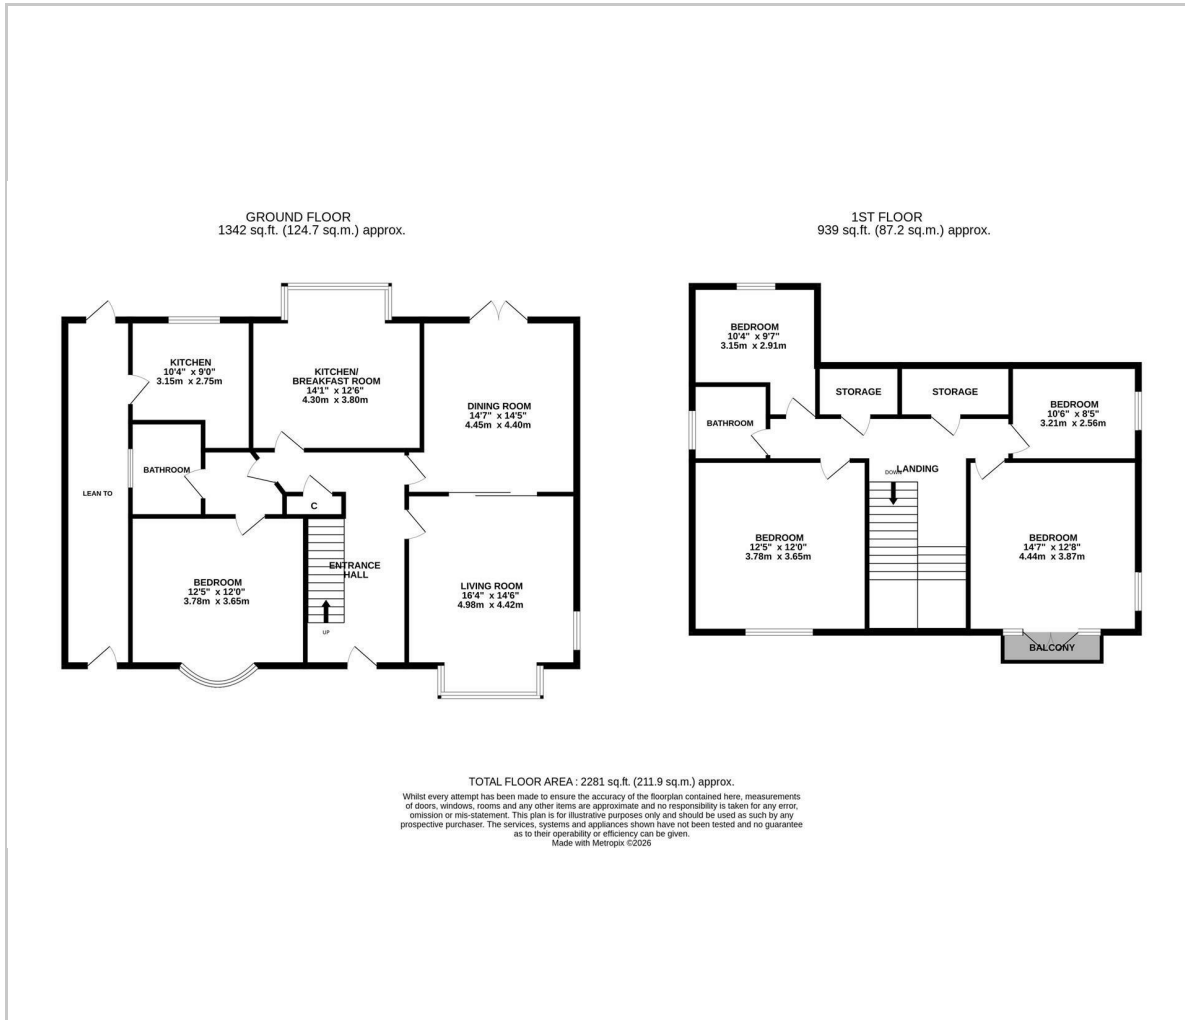 GROUND FLOOR
1342 sq.ft. (124.7 sq.m.) approx.
KITCHEN
10'4" x 9'0"
3.15m x 2.75m
KITCHEN/
BREAKFAST ROOM
14'1" x 12'6"
4.30m x 3.80m
DINING ROOM
14'7" x 14'5"
4.45m x 4.40m
BATHROOM
LEAN TO
C
ENTRANCE
HALL
BEDROOM
12'5" x 12'0"
3.78m x 3.65m
LIVING ROOM
16'4" x 14'6"
4.98m x 4.42m
UP
1ST FLOOR
939 sq.ft. (87.2 sq.m.) approx.
BEDROOM
10'4" x 9'7"
3.15m x 2.91m
STORAGE
STORAGE
BEDROOM
10'6" x 8'5"
3.21m x 2.56m
BATHROOM
LANDING
DOWN
BEDROOM
12'5" x 12'0"
3.78m x 3.65m
BEDROOM
14'7" x 12'8"
4.44m x 3.87m
BALCONY
TOTAL FLOOR AREA : 2281 sq.ft. (211.9 sq.m.) approx.
Whilst every attempt has been made to ensure the accuracy of the floorplan contained here, measurements
of doors, windows, rooms and any other items are approximate and no responsibility is taken for any error,
omission or mis-statement. This plan is for illustrative purposes only and should be used as such by any
prospective purchaser. The services, systems and appliances shown have not been tested and no guarantee
as to their operability or efficiency can be given.
Made with Metropix ©2026